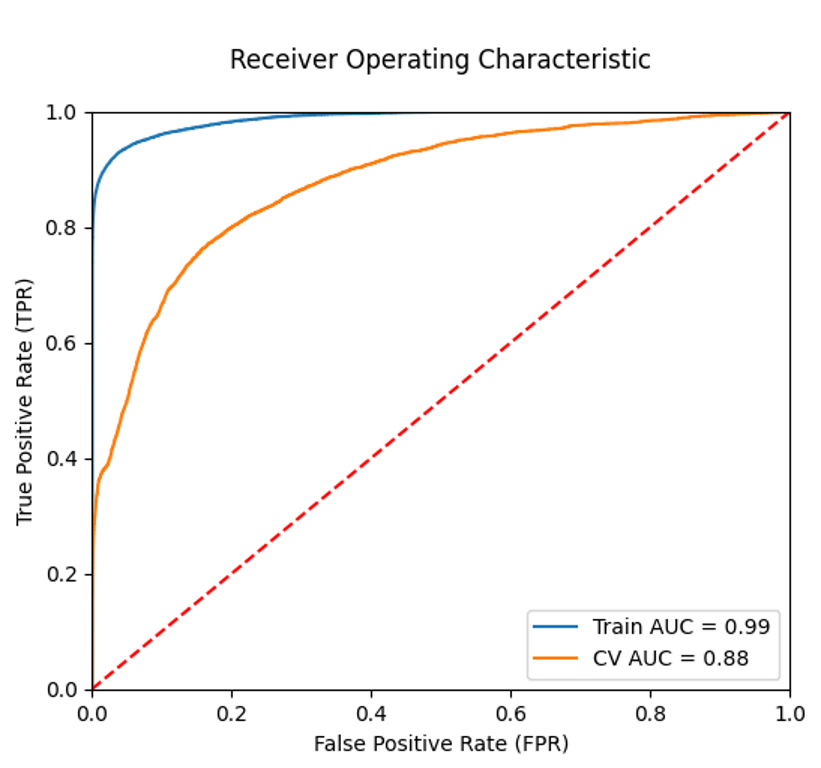 Receiver Operating Characteristic
1.0
0.8
0.6
0.4
0.2
0.0
True Positive Rate (TPR)
Train AUC = 0.99
CV AUC = 0.88
0.0 0.2 0.4 0.6 0.8 1.0
False Positive Rate (FPR)